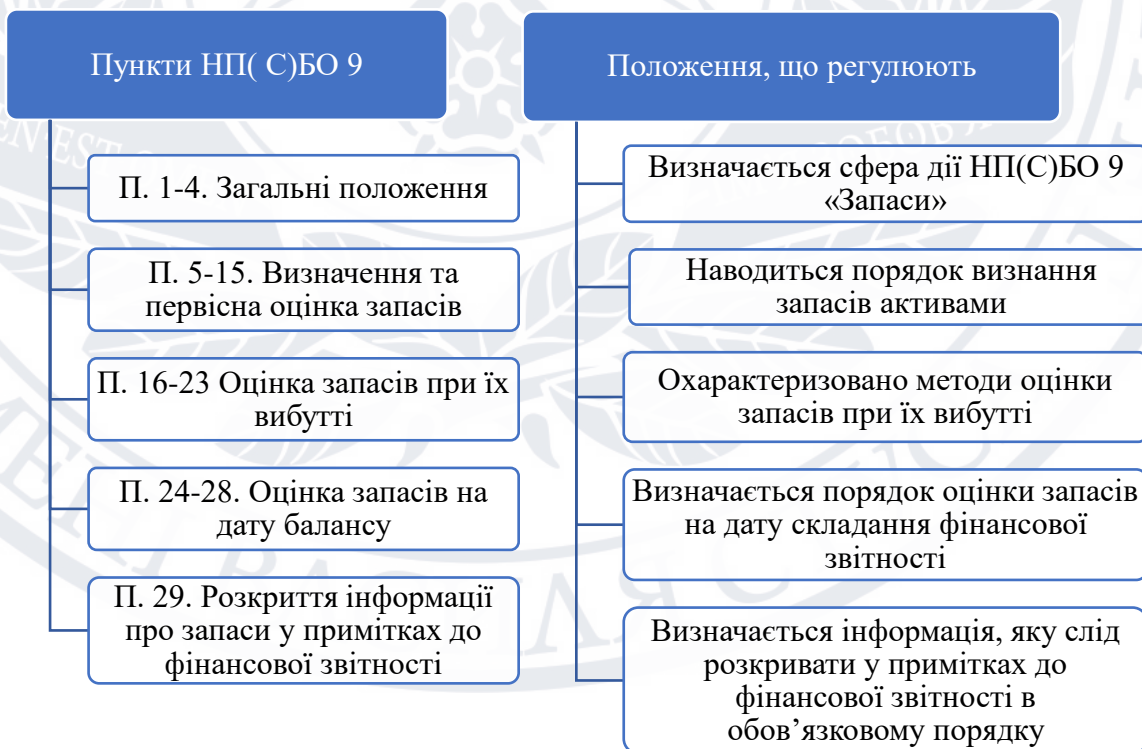 Пункти НП( С)БО 9
П. 1-4. Загальні положення
П. 5-15. Визначення та
первісна оцінка запасів
П. 16-23 Оцінка запасів при їх
вибутті
П. 24-28. Оцінка запасів на
дату балансу
П. 29. Розкриття інформації
про запаси у примітках до
фінансової звітності
Положення, що регулюють
Визначається сфера дії НП(С)БО 9
«Запаси»
Наводиться порядок визнання
запасів активами
Охарактеризовано методи оцінки
запасів при їх вибутті
Визначається порядок оцінки запасів
на дату складання фінансової
звітності
Визначається інформація, яку слід
розкривати у примітках до
фінансової звітності в
обов’язковому порядку